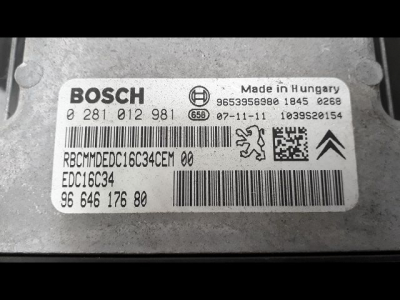 BOSCH
Made in Hungary
9653958980 1845 0268
0 281 012 981
658
07-11-11 1039S20154
RBCMMDEDC16C34CEM 00
EDC16C34
96 646 176 80